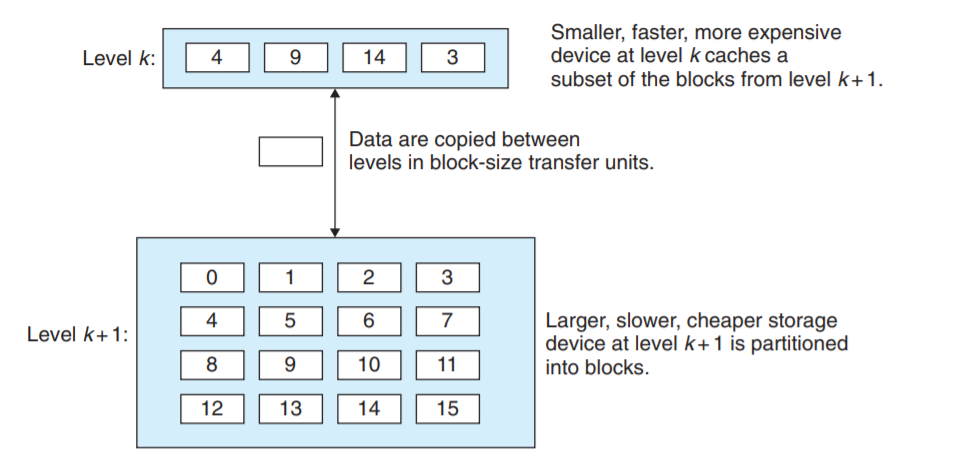 Level k:
4 9 14 3
Smaller, faster, more expensive
device at level k caches a
subset of the blocks from level k+1.
Data are copied between
levels in block-size transfer units.
Level k+1:
0 1 2 3
4 5 6 7
8 9 10 11
12 13 14 15
Larger, slower, cheaper storage
device at level k+1 is partitioned
into blocks.